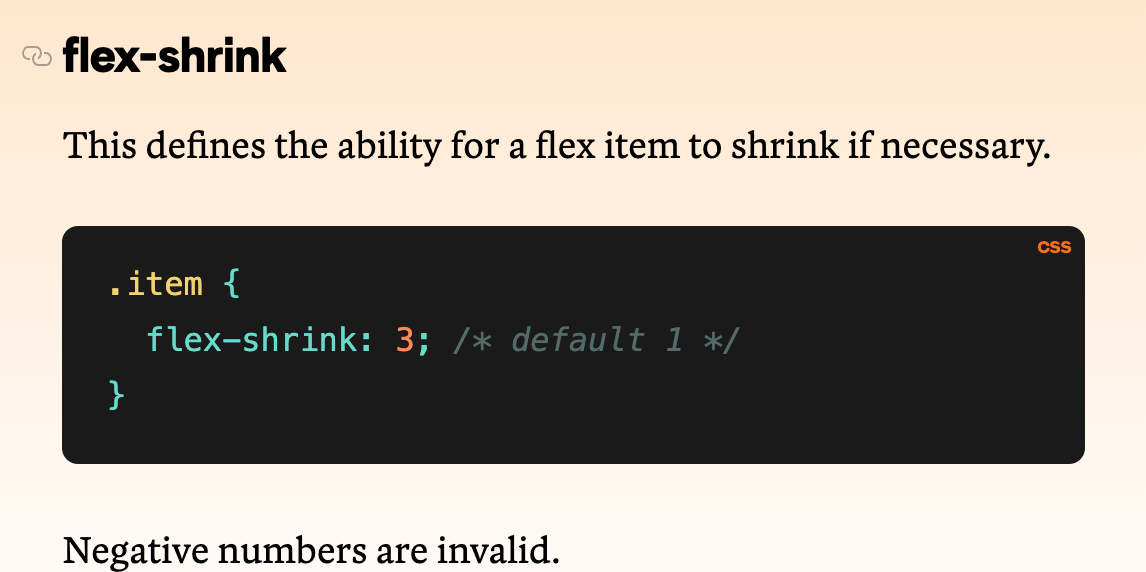 flex-shrink
This defines the ability for a flex item to shrink if necessary.
CSS
.item {
  flex-shrink: 3; /* default 1 */
}
Negative numbers are invalid.